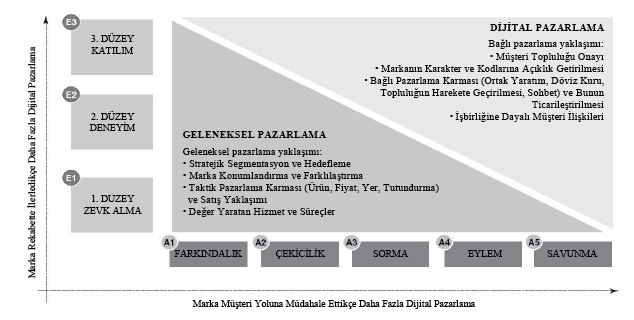 Marka Rekabette İlerledikçe Daha Fazla Dijital Pazarlama
E3
3. DÜZEY
KATILIM
E2
2. DÜZEY
DENEYİM
E1
1. DÜZEY
ZEVK ALMA
DİJİTAL PAZARLAMA
Bağlı pazarlama yaklaşımı:
• Müşteri Topluluğu Onayı
• Markanın Karakter ve Kodlarına Açıklık Getirilmesi
• Bağlı Pazarlama Karması (Ortak Yaratım, Döviz Kuru,
Topluluğun Harekete Geçirilmesi, Sohbet) ve Bunun
Ticarileştirilmesi
• İşbirliğine Dayalı Müşteri İlişkileri
GELENEKSEL PAZARLAMA
Geleneksel pazarlama yaklaşımı:
• Stratejik Segmentasyon ve Hedefleme
• Marka Konumlandırma ve Farklılaştırma
• Taktik Pazarlama Karması (Ürün, Fiyat, Yer, Tutundurma)
ve Satış Yaklaşımı
• Değer Yaratan Hizmet ve Süreçler
A1
FARKINDALIK
A2
ÇEKİCİLİK
A3
SORMA
A4
EYLEM
A5
SAVUNMA
Marka Müşteri Yoluna Müdahale Ettikçe Daha Fazla Dijital Pazarlama